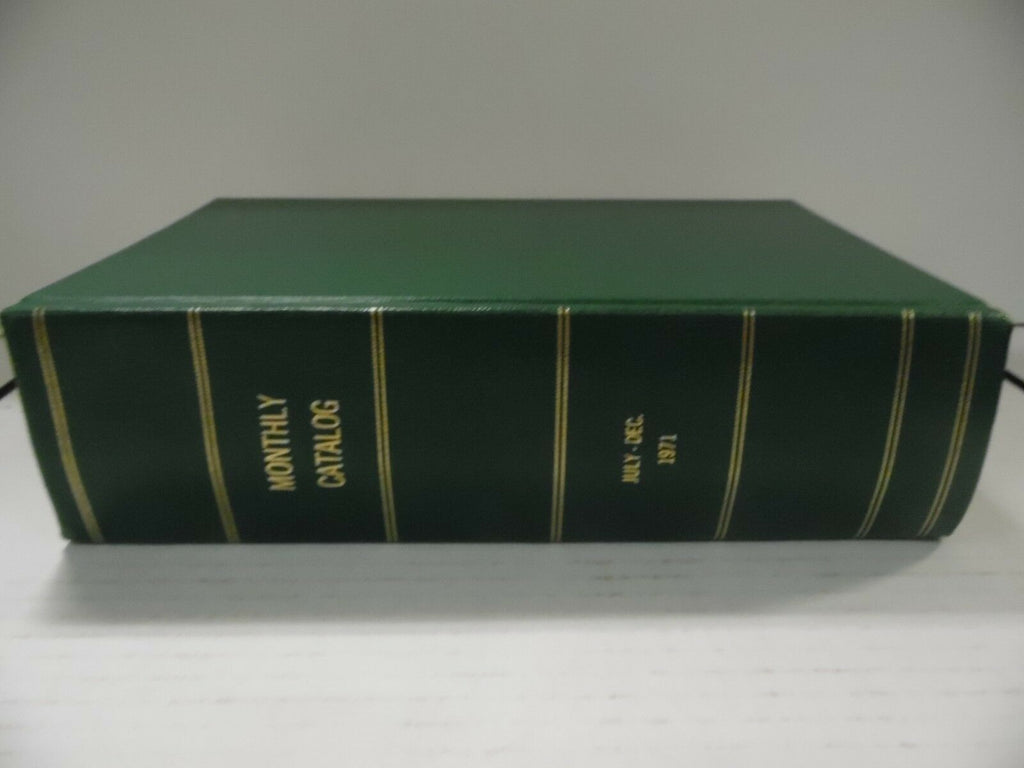 MONTHLY
CATALOG
JULY - DEC.
1971